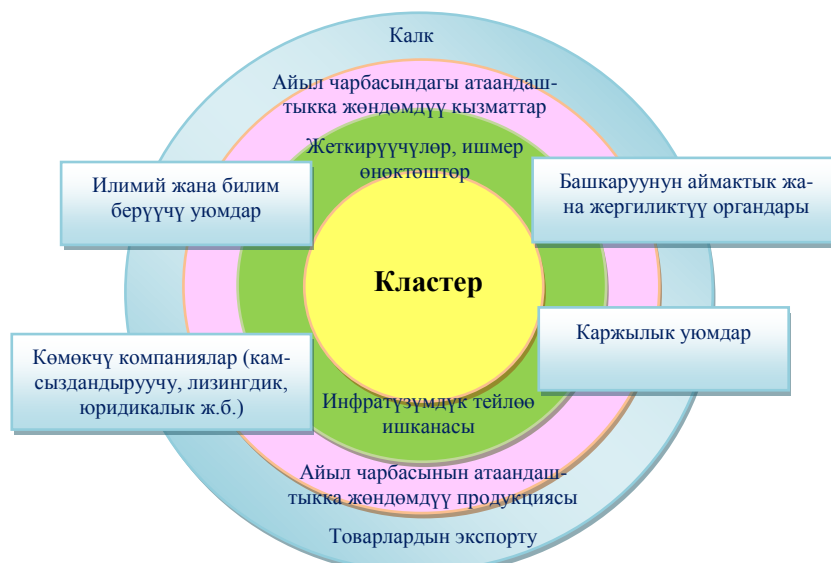 Калк
Айыл чарбасындагы атаандаш-
тыкка жөндөмдүү кызматтар
Жеткирүүчүлөр, ишмер
өнөктөштөр
Илимий жана билим
берүүчү уюмдар
Башкаруунун аймактык жа-
на жергиликтүү органдары
Кластер
Көмөкчү компаниялар (кам-
сыздандыруучу, лизингдик,
юридикалык ж.б.)
Каржылык уюмдар
Инфратүзүмдүк тейлөө
ишканасы
Айыл чарбасынын атаандаш-
тыкка жөндөмдүү продукциясы
Товарлардын экспорту